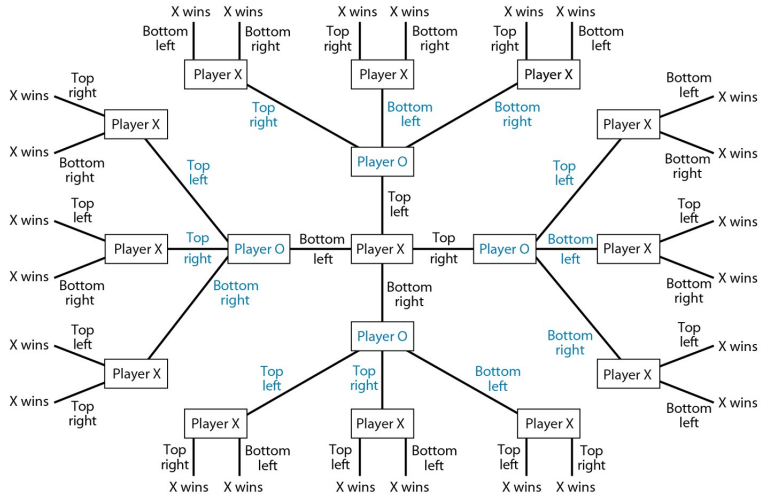 X wins X wins X wins X wins X wins X wins
Bottom left
Bottom right
Top right
Bottom right
Top right
Bottom left
Player X Player X Player X
Top right
Bottom left
Bottom right
Player O
Top left
X wins
Top right
Player X
X wins
Bottom right
Top left
X wins
Top left
Player X
X wins
Bottom right
Top right
Player O
Bottom left
Player X
Top right
Player O
Bottom left
Player X
Top left
X wins
Bottom right
X wins
Top left
Player X
Bottom left
X wins
Bottom right
X wins
Bottom right
X wins
Top left
Player X
X wins
Top right
Bottom right
Player X
Top left
X wins
Bottom left
X wins
Bottom right
Player O
Top left
Top right
Bottom left
Player X Player X Player X
Top right
Bottom left
Top left
Bottom left
Top left
Top right
X wins X wins X wins X wins X wins X wins